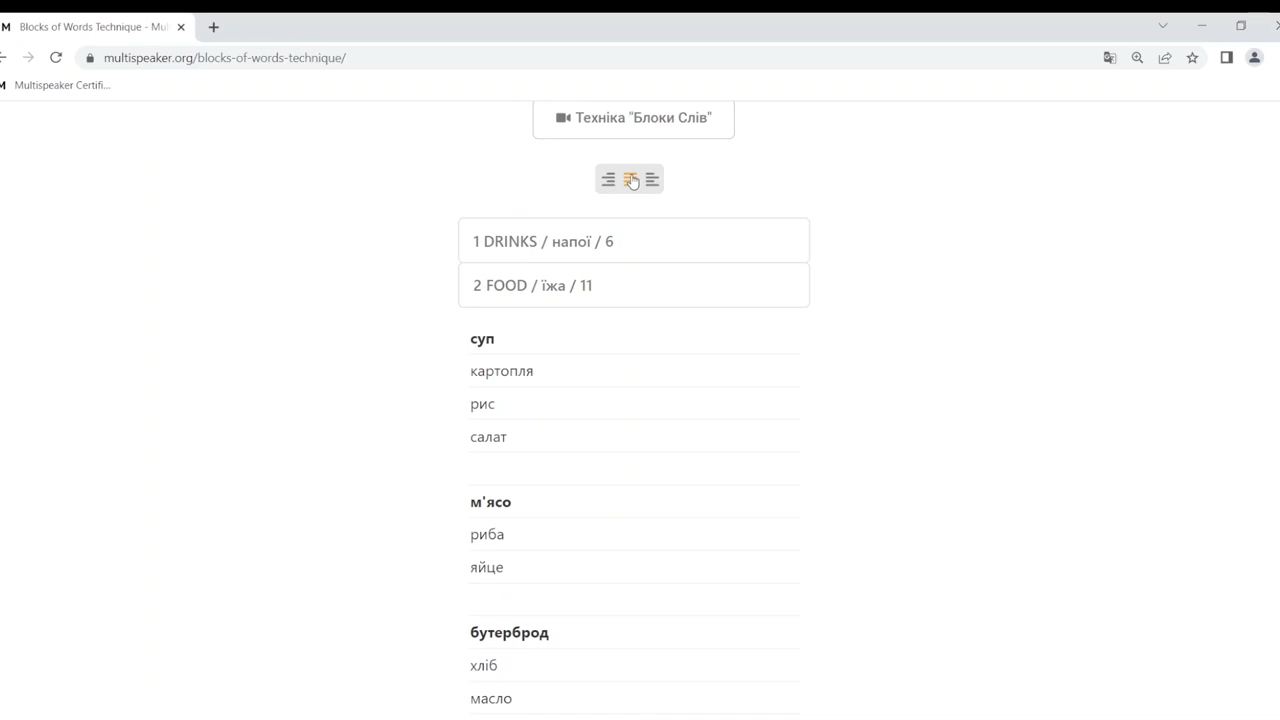 M Blocks of Words Technique - Mul
multispeaker.org/blocks-of-words-technique/
M Multispeaker Certifi...
Техніка "Блоки Слів"
1 DRINKS / напої / 6
2 FOOD / їжа / 11
суп
картопля
рис
салат
м'ясо
риба
яйце
бутерброд
хліб
масло